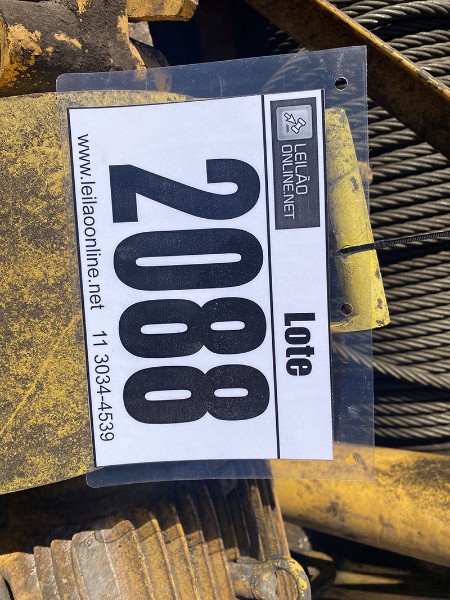 LEILÃO
ONLINE.NET
Lote
2088
www.leilaoonline.net 11 3034-4539